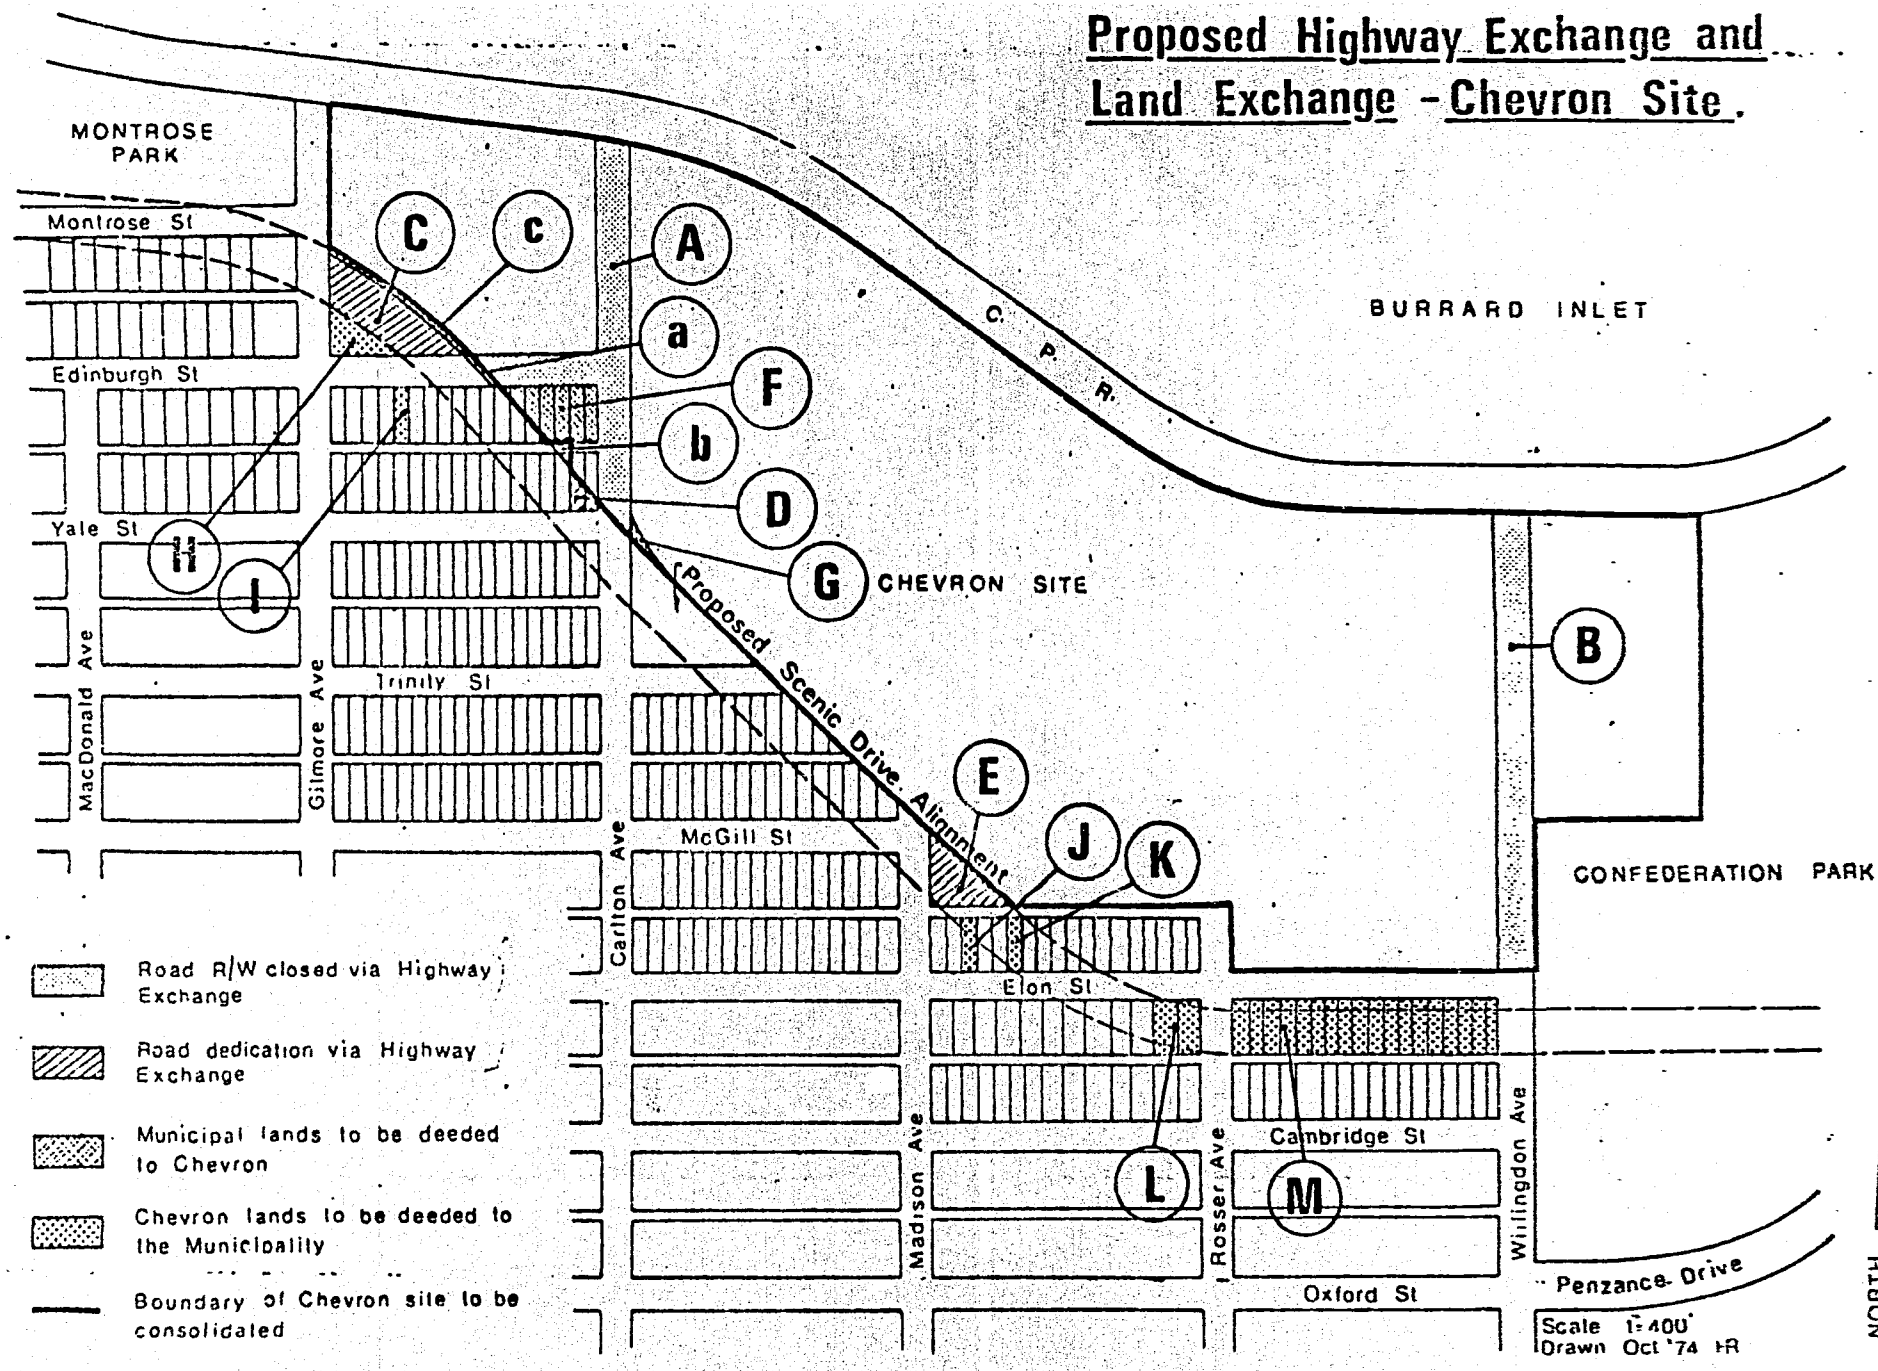 Proposed Highway Exchange and
Land Exchange - Chevron Site.
MONTROSE
PARK
Montrose St
C
c
A
a
BURRARD INLET
C. P. R.
Edinburgh St
F
b
D
Yale St
H
I
G
CHEVRON SITE
Proposed Scenic Drive Alignment
B
MacDonald Ave
Gilmore Ave
Trinity St
E
J
K
McGill St
Carlton Ave
CONFEDERATION PARK
Eton St
Road R/W closed via Highway
Exchange
Road dedication via Highway
Exchange
Municipal lands to be deeded
to Chevron
Chevron lands to be deeded to
the Municipality
Boundary of Chevron site to be
consolidated
Madison Ave
L
Rosser Ave
M
Cambridge St
Willingdon Ave
Oxford St
Penzance Drive
Scale 1"=400'
Drawn Oct '74
NORTH